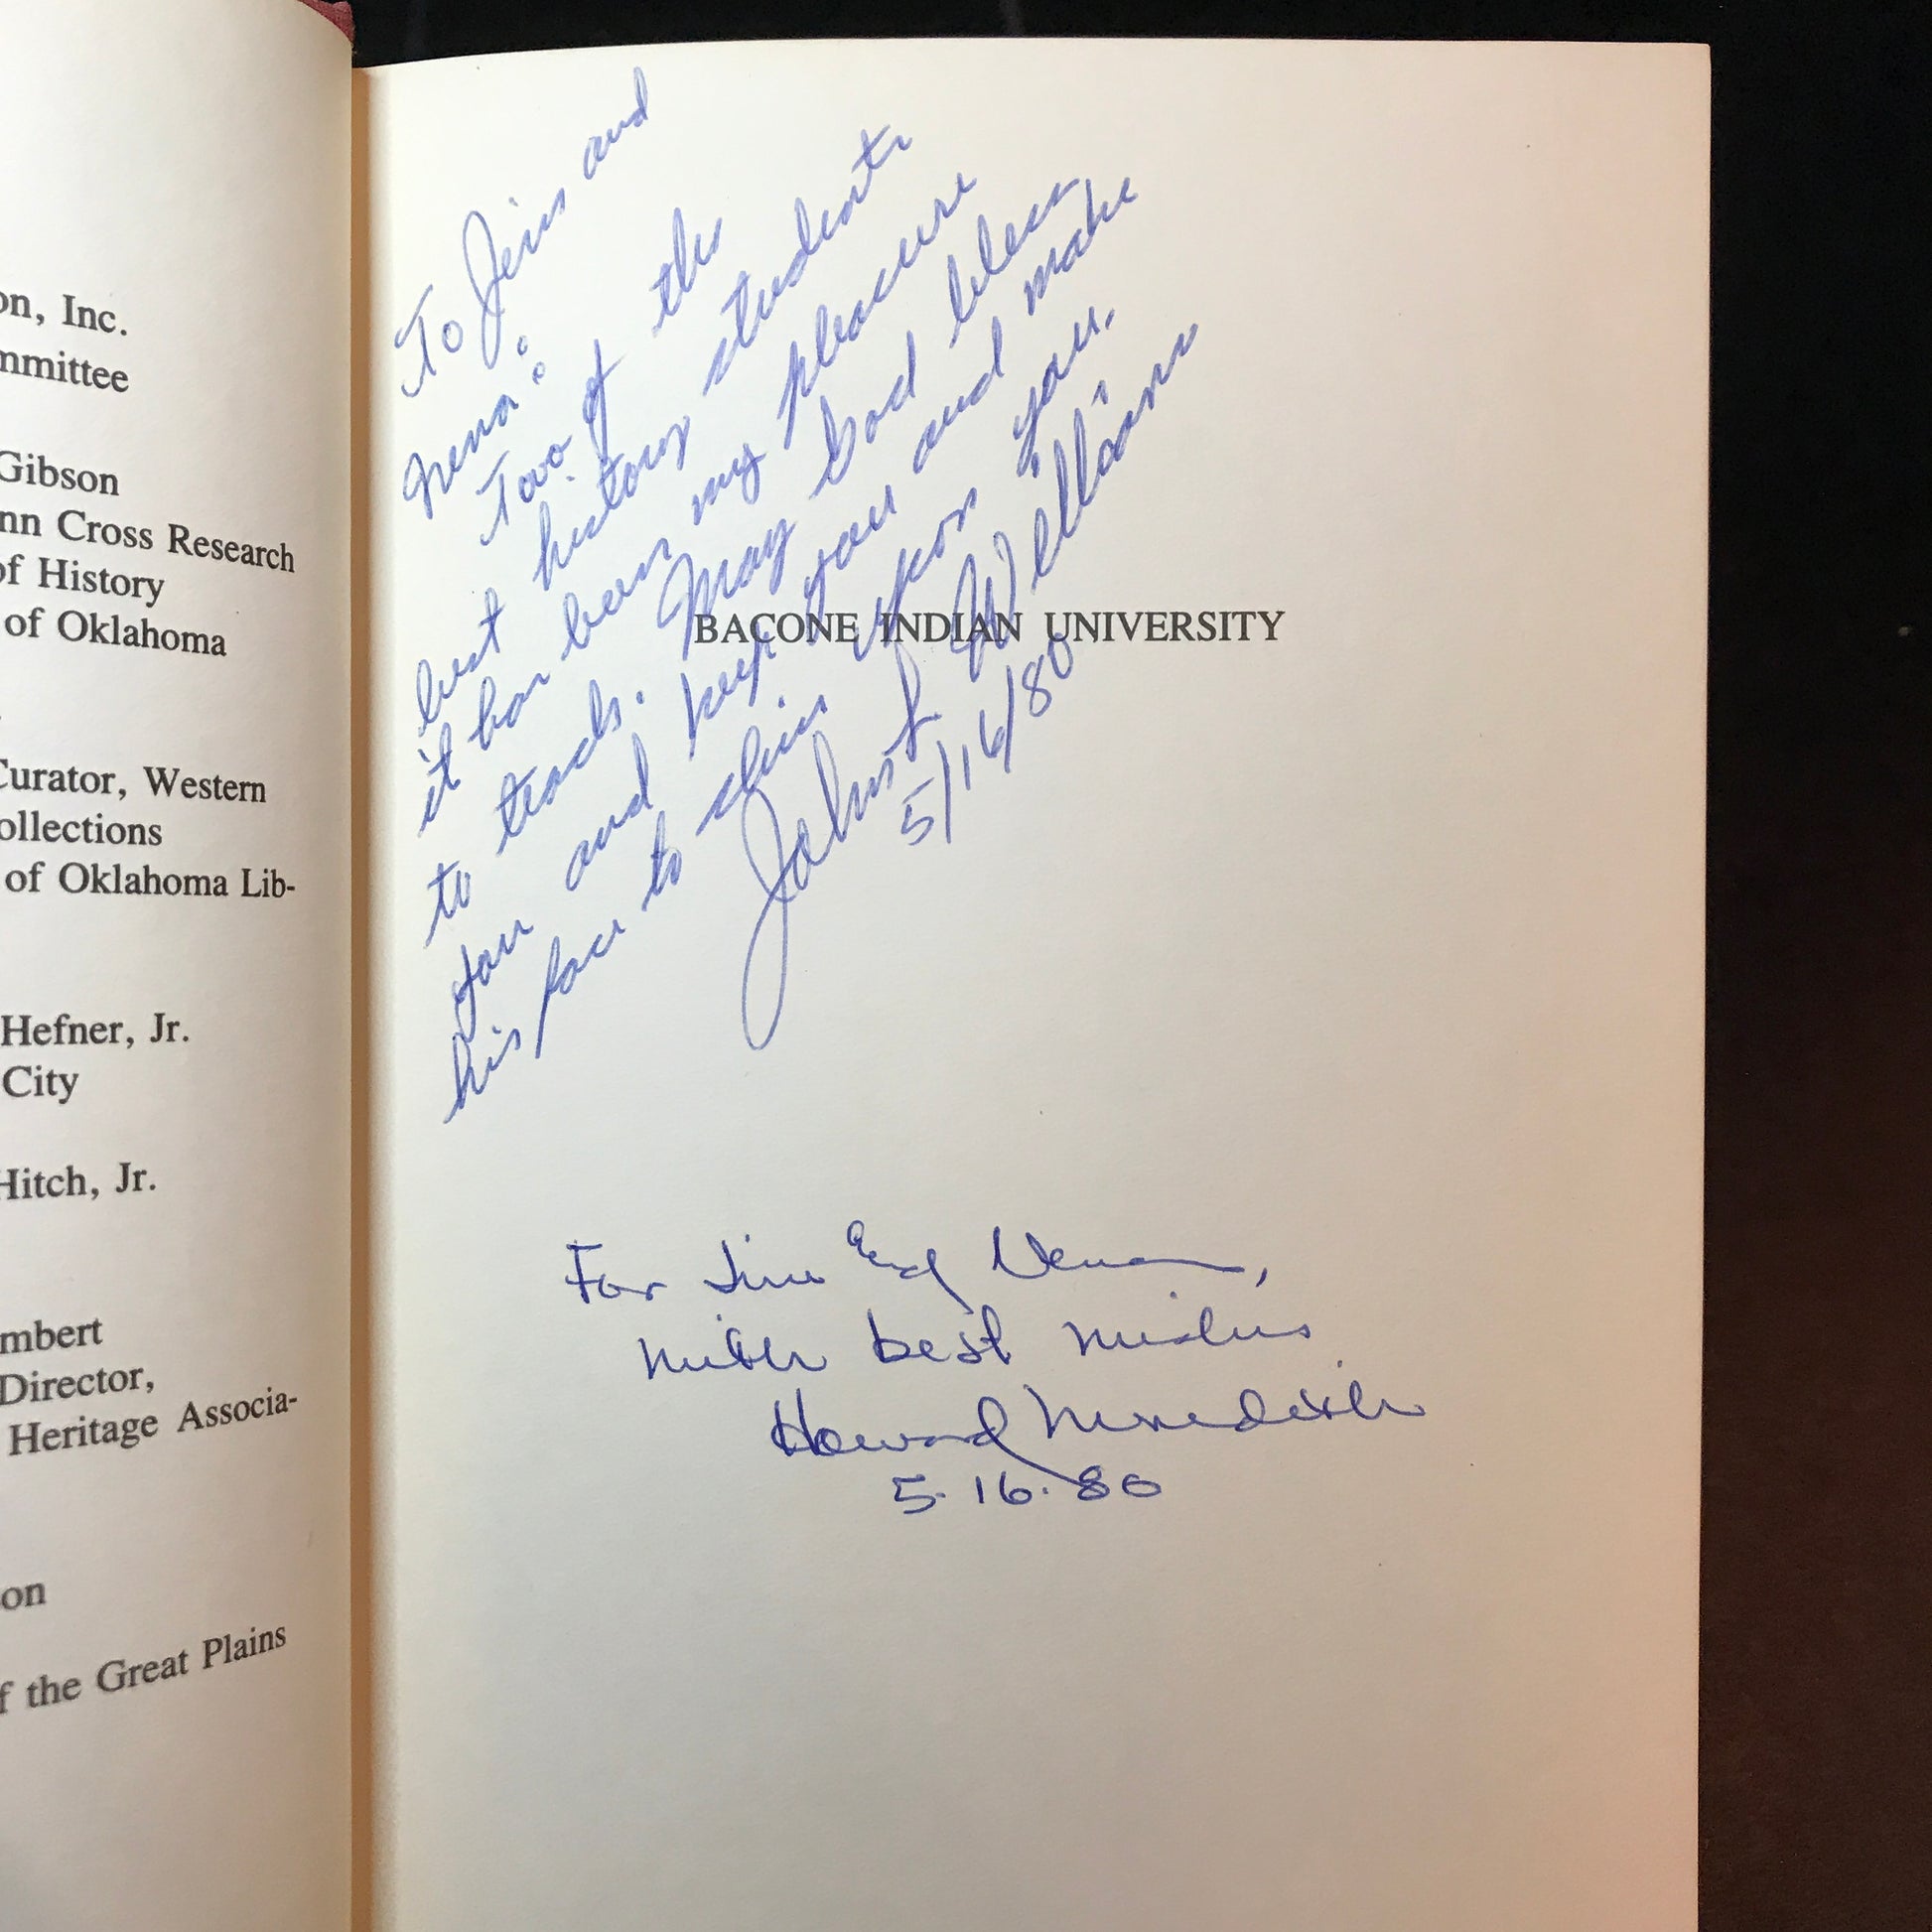 on, Inc.
mmittee
Gibson
nn Cross Research
of History
of Oklahoma
Curator, Western
ollections
of Oklahoma Lib-
Hefner, Jr.
City
Hitch, Jr.
mbert
Director,
Heritage Associa-
on
f the Great Plains
To Jim and
Nena:
Two of the
best history students
it has been my pleasure
to teach. May God bless
you and keep you and make
his face to shine upon you.
John Williams
5/16/80
BACONE INDIAN UNIVERSITY
For Jim and Nena,
with best wishes
Howard Meredith
5.16.80